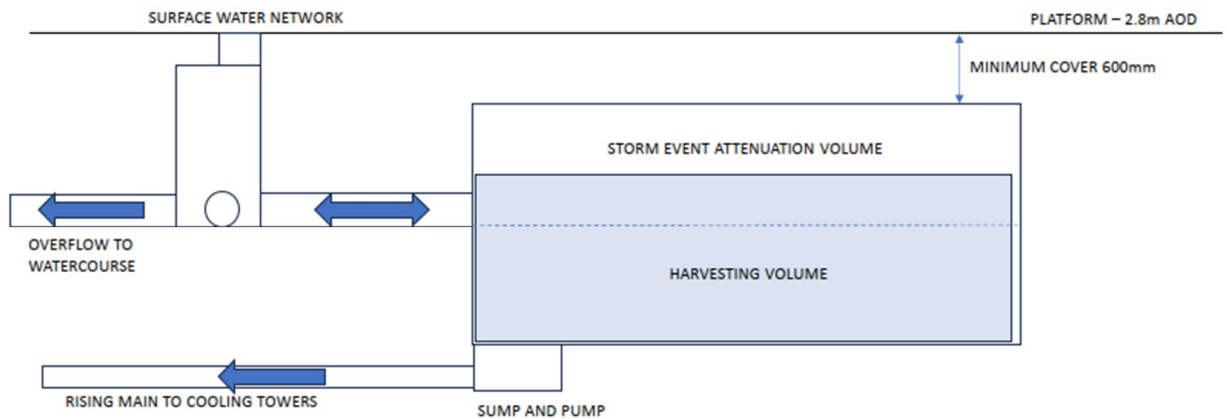 SURFACE WATER NETWORK
PLATFORM – 2.8m AOD
MINIMUM COVER 600mm
STORM EVENT ATTENUATION VOLUME
OVERFLOW TO
WATERCOURSE
HARVESTING VOLUME
RISING MAIN TO COOLING TOWERS
SUMP AND PUMP